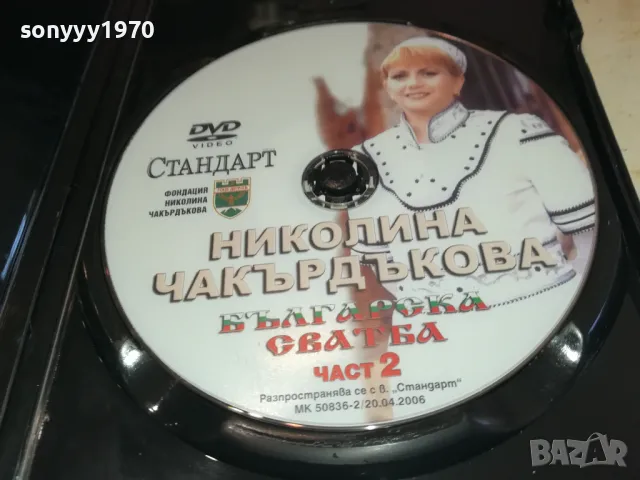 sonyyy1970
DVD
VIDEO
СТАНДАРТ
ФОНДАЦИЯ
НИКОЛИНА
ЧАКЪРДЪКОВА
НИКОЛИНА
ЧАКЪРДЪКОВА
БЪЛГАРСКА
СВАТБА
ЧАСТ 2
Разпространява се с в. „Стандарт"
МК 50836-2/20.04.2006
BAZAR